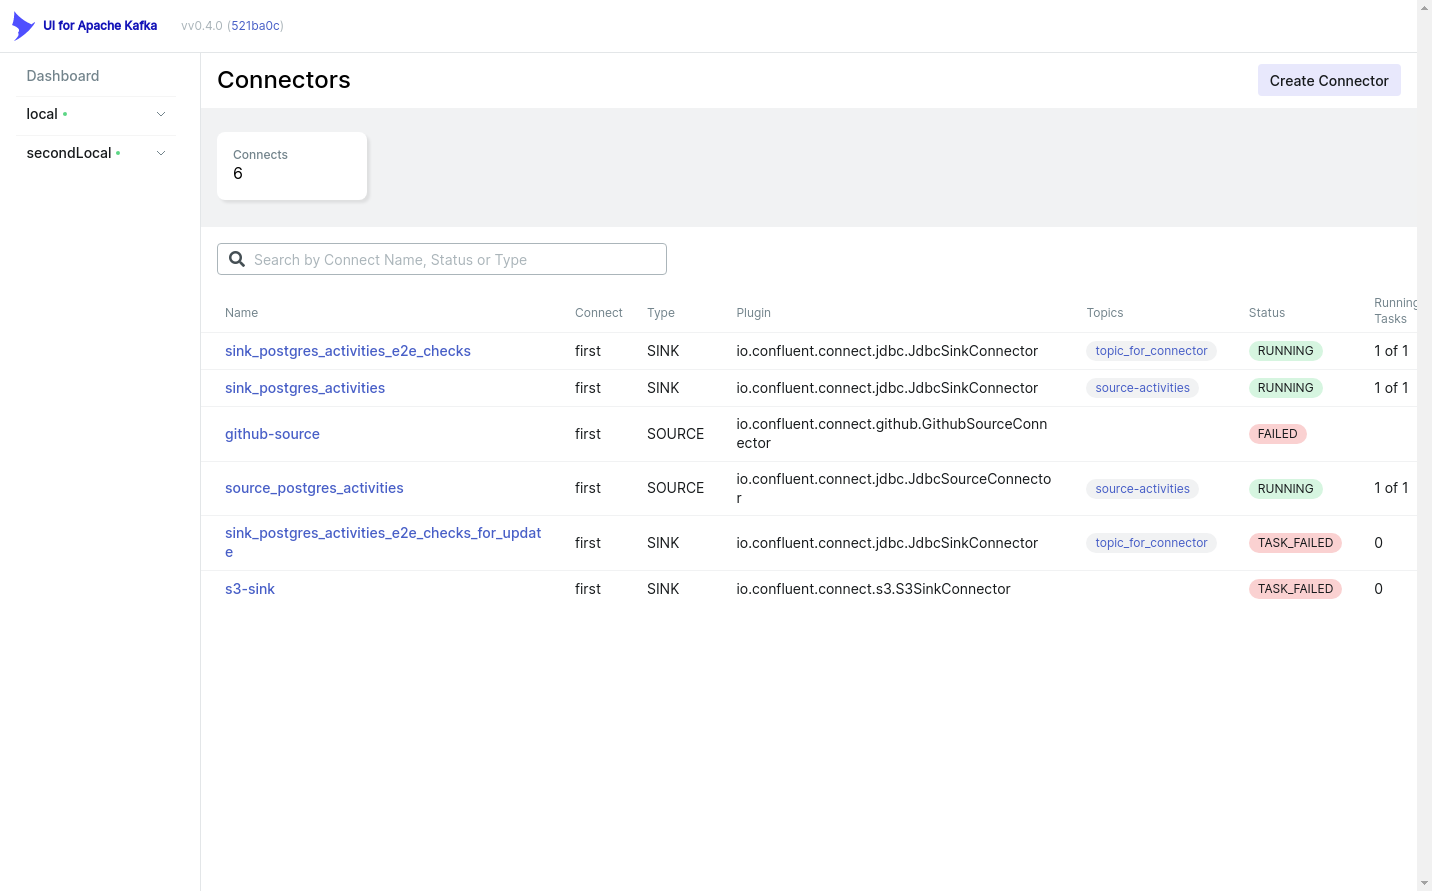 UI for Apache Kafka vv0.4.0 (521ba0c)
Dashboard
local
secondLocal
Connectors
Create Connector
Connects
6
Search by Connect Name, Status or Type
Name Connect Type Plugin Topics Status Running
Tasks
sink_postgres_activities_e2e_checks first SINK io.confluent.connect.jdbc.JdbcSinkConnector topic_for_connector RUNNING 1 of 1
sink_postgres_activities first SINK io.confluent.connect.jdbc.JdbcSinkConnector source-activities RUNNING 1 of 1
github-source first SOURCE io.confluent.connect.github.GithubSourceConn
ector FAILED
source_postgres_activities first SOURCE io.confluent.connect.jdbc.JdbcSourceConnecto
r source-activities RUNNING 1 of 1
sink_postgres_activities_e2e_checks_for_updat
e first SINK io.confluent.connect.jdbc.JdbcSinkConnector topic_for_connector TASK_FAILED 0
s3-sink first SINK io.confluent.connect.s3.S3SinkConnector TASK_FAILED 0